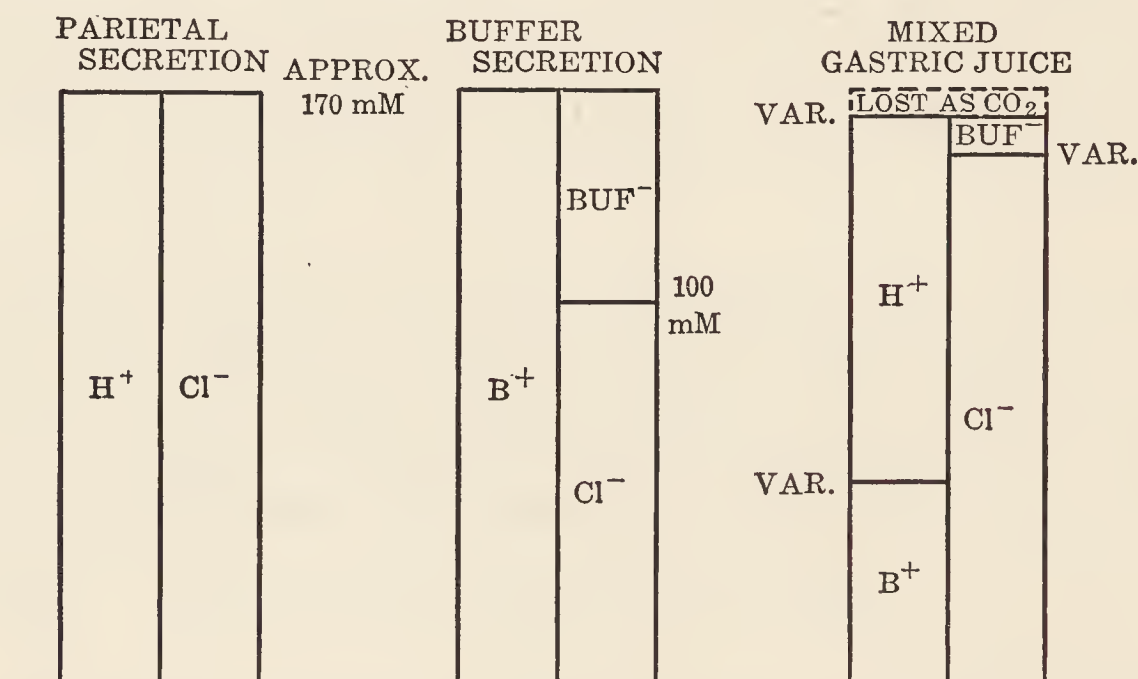 PARIETAL
SECRETION
APPROX.
170 mM
H⁺
Cl⁻
BUFFER
SECRETION
BUF⁻
100
mM
B⁺
Cl⁻
MIXED
GASTRIC JUICE
VAR.
LOST AS CO₂
BUF⁻
VAR.
H⁺
Cl⁻
VAR.
B⁺